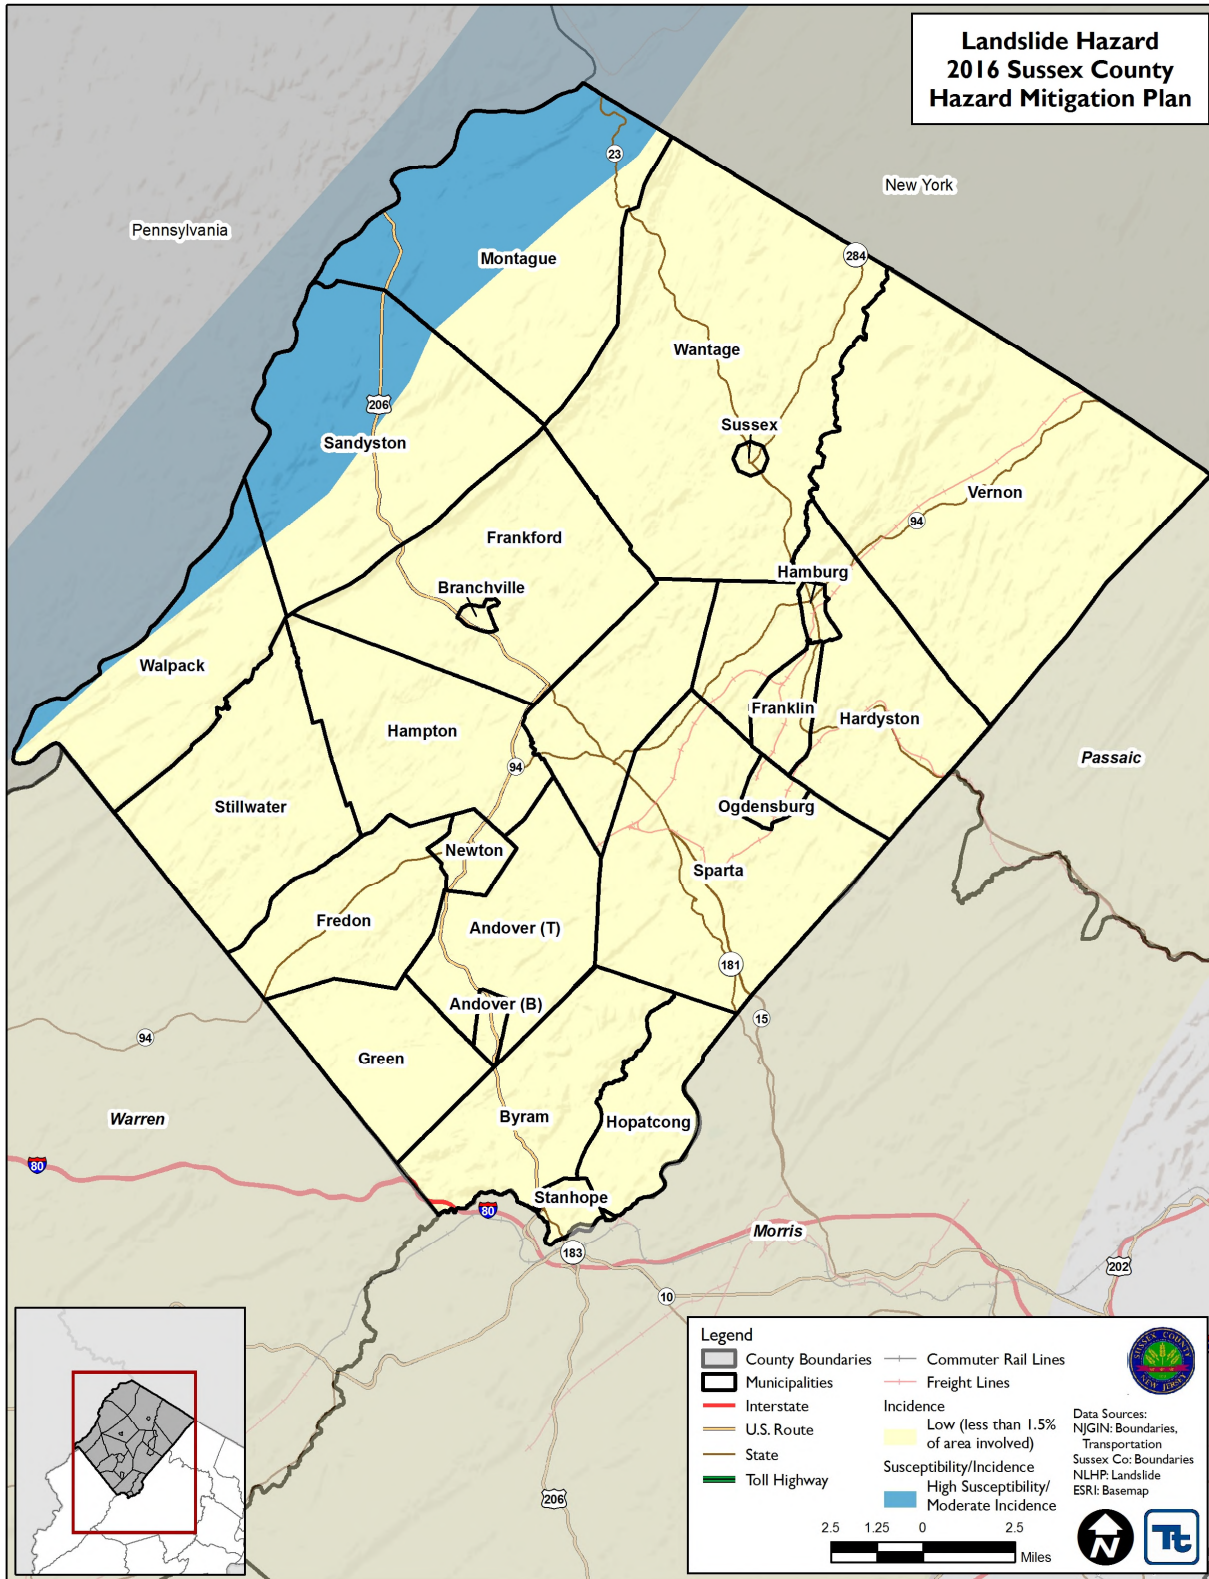 Landslide Hazard
2016 Sussex County
Hazard Mitigation Plan
23
New York
Pennsylvania
Montague
284
Wantage
206
Sussex
Sandyston
Vernon
94
Frankford
Hamburg
Branchville
Walpack
Franklin
Hardyston
Hampton
Passaic
94
Stillwater
Ogdensburg
Newton
Sparta
Fredon
Andover (T)
181
Andover (B)
15
94
Green
Warren
Byram
Hopatcong
80
Stanhope
80
Morris
183
202
10
206
Legend
County Boundaries
Municipalities
Interstate
U.S. Route
State
Toll Highway
Commuter Rail Lines
Freight Lines
Incidence
Low (less than 1.5%
of area involved)
Susceptibility/Incidence
High Susceptibility/
Moderate Incidence
SUSSEX COUNTY
NEW JERSEY
Data Sources:
NJGIN: Boundaries,
Transportation
Sussex Co: Boundaries
NLHP: Landslide
ESRI: Basemap
2.5 1.25 0 2.5
Miles
N
Tt